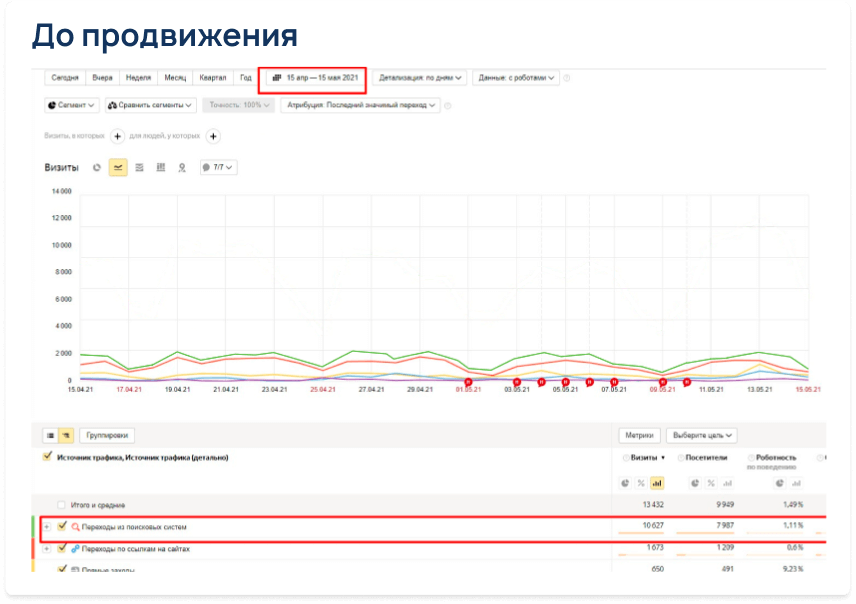 До продвижения
Сегодня Вчера Неделя Месяц Квартал Год 15 апр — 15 мая 2021 Детализация: по дням Данные: с роботами
Сегмент Сравнить сегменты Точность: 100% Атрибуция: Последний значимый переход
Визиты, в которых + для людей, у которых +
Визиты 7/7
14 000
12 000
10 000
8 000
6 000
4 000
2 000
0
15.04.21 17.04.21 19.04.21 21.04.21 23.04.21 25.04.21 27.04.21 29.04.21 01.05.21 03.05.21 05.05.21 07.05.21 09.05.21 11.05.21 13.05.21 15.05.21
Группировки Метрики Выберите цель
Источник трафика, Источник трафика (детально) Визиты ▼ Посетители Роботность
по поведению
Итого и средние 13 432 9 949 1,49 %
Переходы из поисковых систем 10 627 7 987 1,11 %
Переходы по ссылкам на сайтах 1 673 1 209 0,6 %
Прямые заходы 650 491 9,23 %